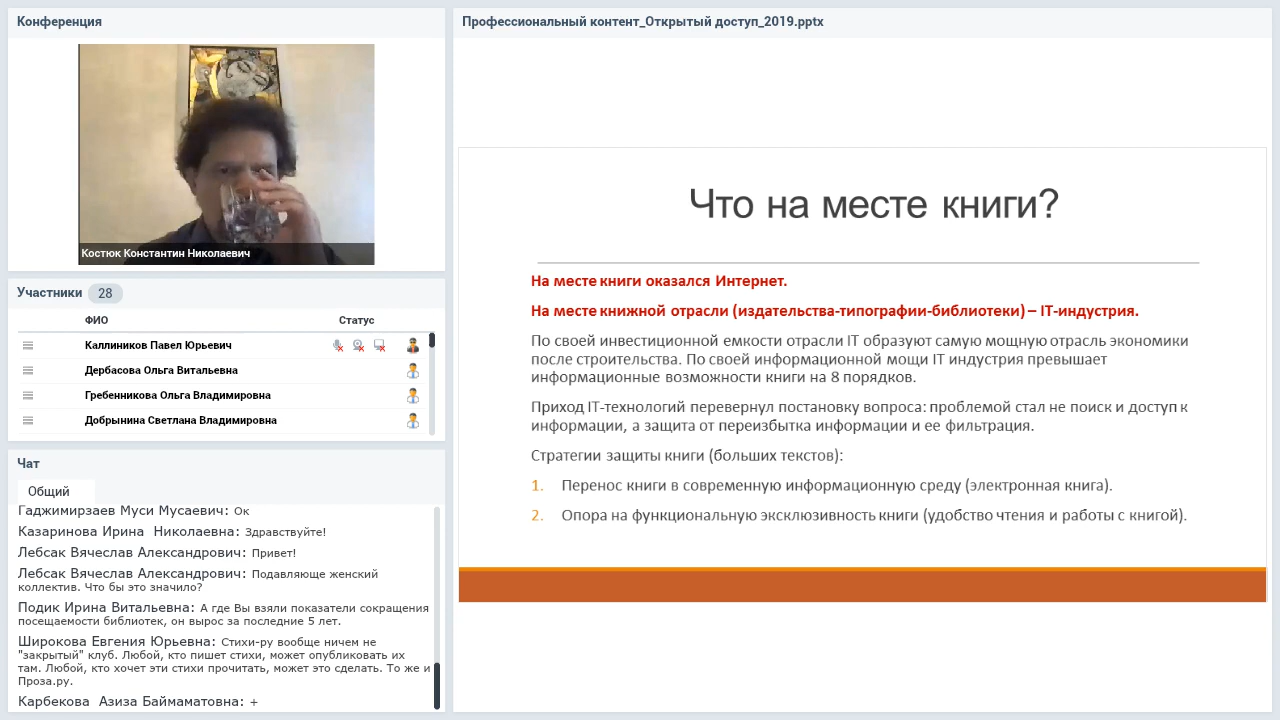 Конференция
Костюк Константин Николаевич
Участники 28
ФИО Статус
Каллиников Павел Юрьевич
Дербасова Ольга Витальевна
Гребенникова Ольга Владимировна
Добрынина Светлана Владимировна
Чат
Общий
Гаджимирзаев Муси Мусаевич: Ок
Казаринова Ирина Николаевна: Здравствуйте!
Лебсак Вячеслав Александрович: Привет!
Лебсак Вячеслав Александрович: Подавляюще женский
коллектив. Что бы это значило?
Подик Ирина Витальевна: А где Вы взяли показатели сокращения
посещаемости библиотек, он вырос за последние 5 лет.
Широкова Евгения Юрьевна: Стихи-ру вообще ничем не
"закрытый" клуб. Любой, кто пишет стихи, может опубликовать их
там. Любой, кто хочет эти стихи прочитать, может это сделать. То же и
Проза.ру.
Карбекова Азиза Баймаматовна: +
Профессиональный контент_Открытый доступ_2019.pptx
Что на месте книги?
На месте книги оказался Интернет.
На месте книжной отрасли (издательства-типографии-библиотеки) – IT-индустрия.
По своей инвестиционной емкости отрасли IT образуют самую мощную отрасль экономики
после строительства. По своей информационной мощи IT индустрия превышает
информационные возможности книги на 8 порядков.
Приход IT-технологий перевернул постановку вопроса: проблемой стал не поиск и доступ к
информации, а защита от переизбытка информации и ее фильтрация.
Стратегии защиты книги (больших текстов):
1. Перенос книги в современную информационную среду (электронная книга).
2. Опора на функциональную эксклюзивность книги (удобство чтения и работы с книгой).